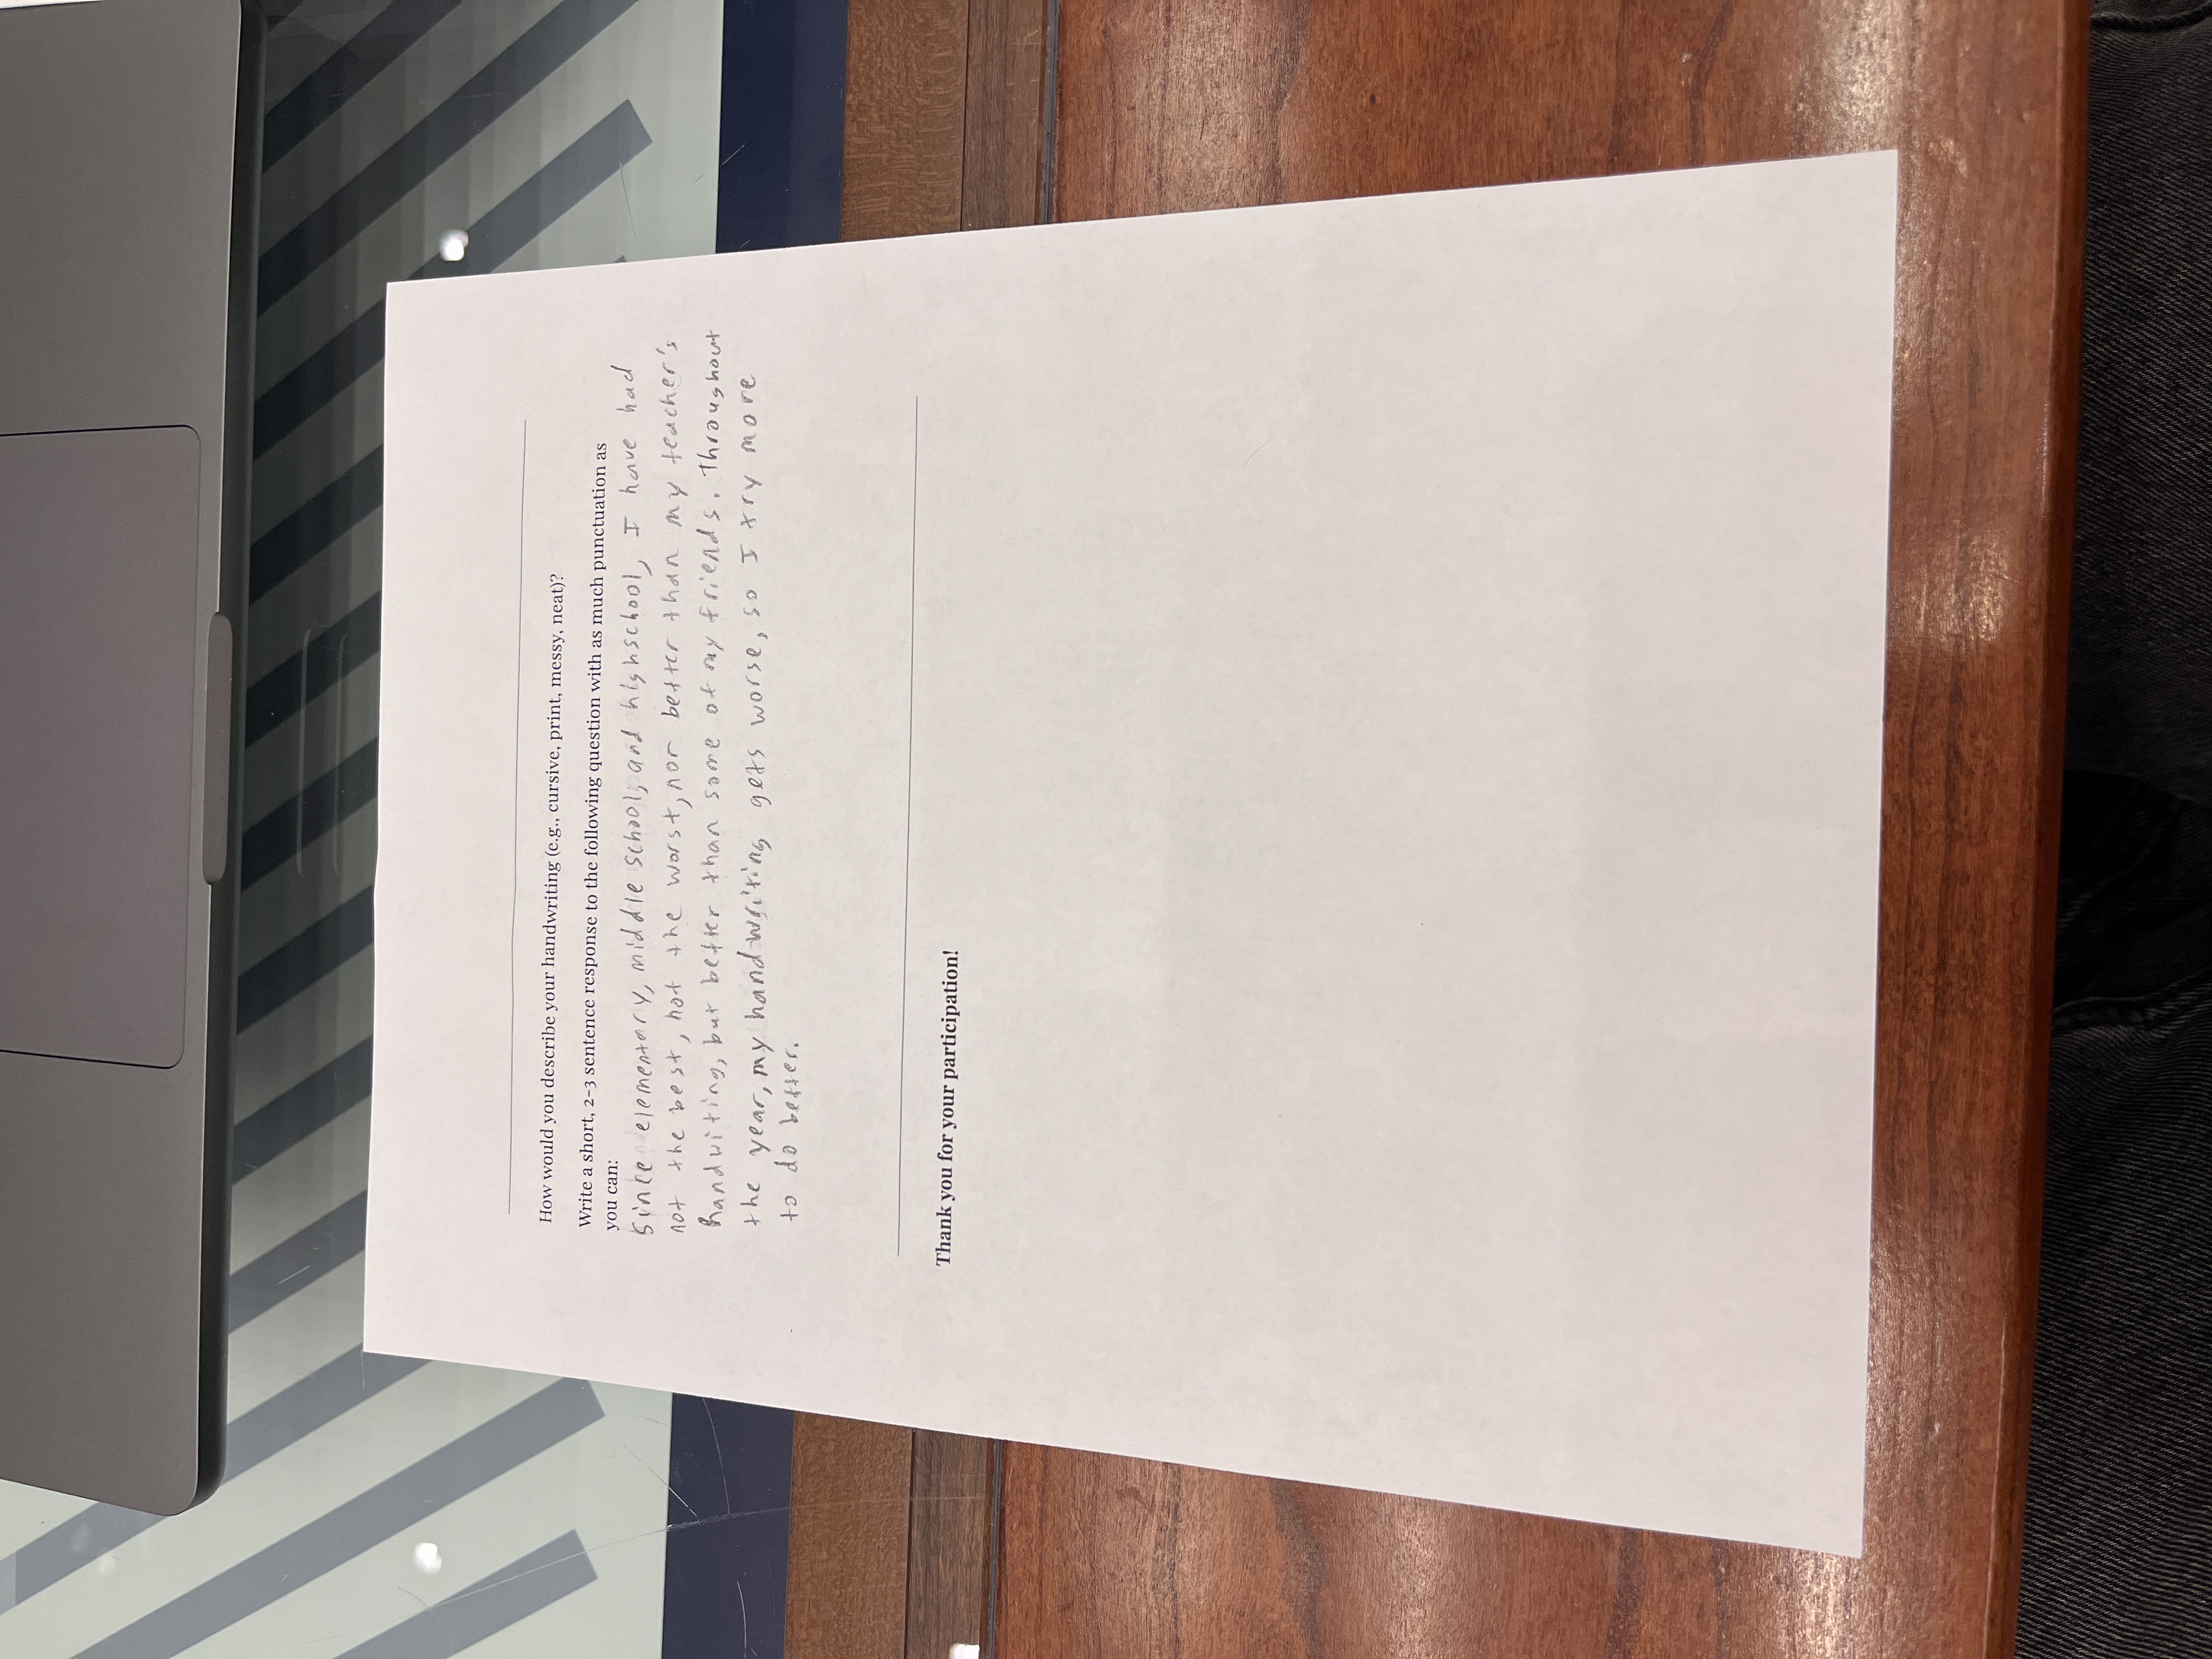 How would you describe your handwriting (e.g., cursive, print, messy, neat)?
Write a short, 2-3 sentence response to the following question with as much punctuation as
you can:
Since elementary, middle school, and highschool, I have had
not the best, not the worst, nor better than my teacher's
handwiting, but better than some of my friends. Throughout
the year, my handwriting gets worse, so I try more
to do better.
Thank you for your participation!